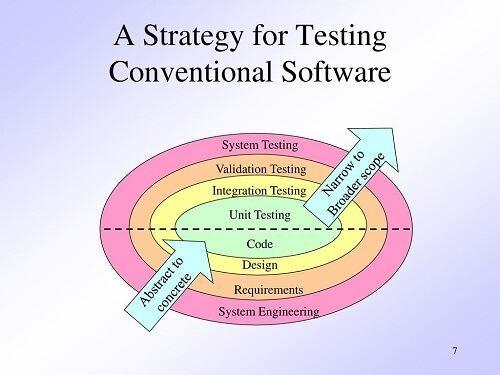 A Strategy for Testing
Conventional Software
System Testing
Validation Testing
Integration Testing
Unit Testing
Code
Design
Requirements
System Engineering
Abstract to
concrete
Narrow to
Broader scope
7